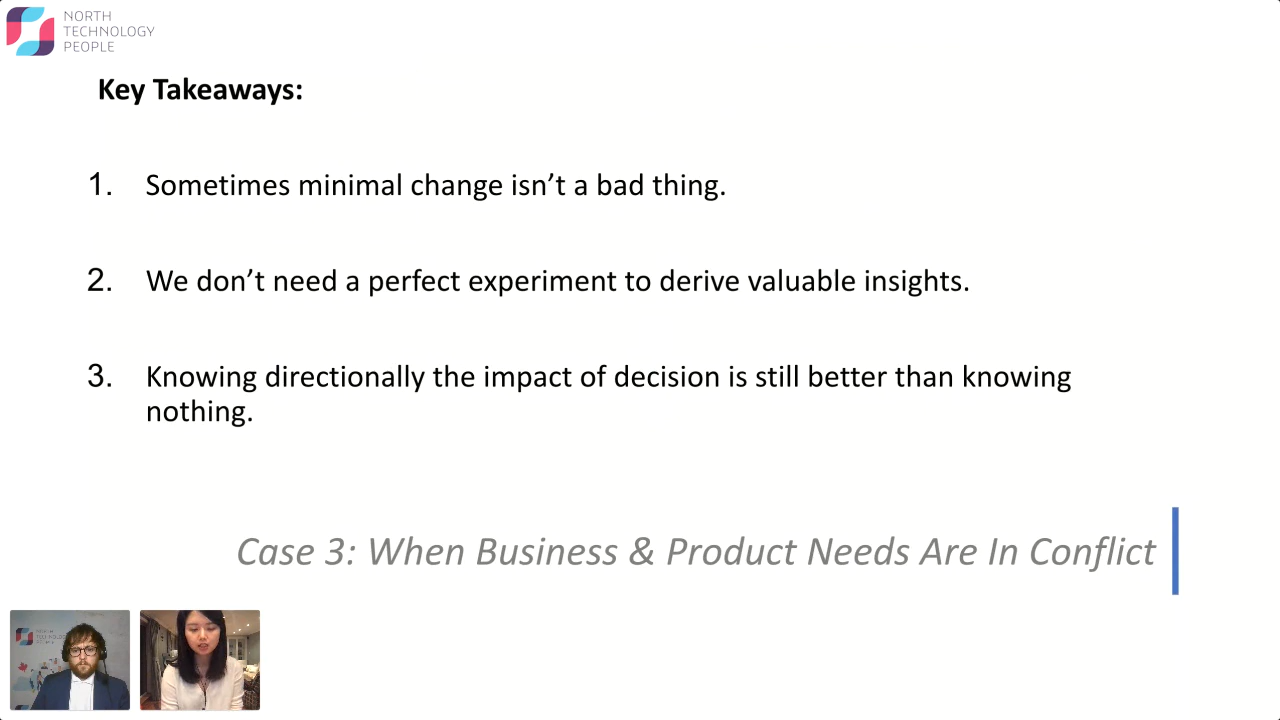 NORTH
TECHNOLOGY
PEOPLE
Key Takeaways:
1. Sometimes minimal change isn’t a bad thing.
2. We don’t need a perfect experiment to derive valuable insights.
3. Knowing directionally the impact of decision is still better than knowing
nothing.
Case 3: When Business & Product Needs Are In Conflict